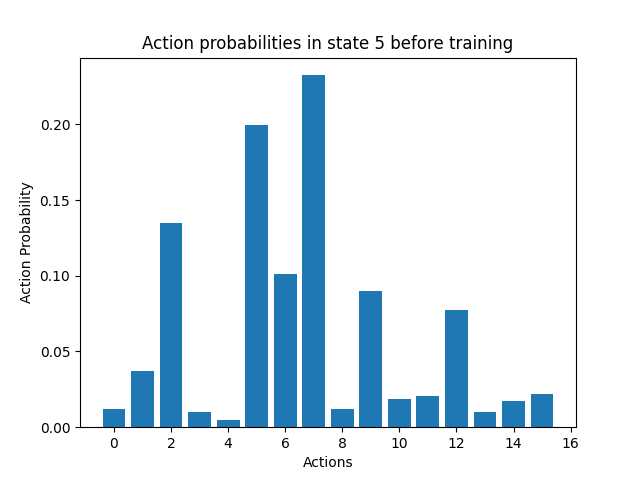 Action probabilities in state 5 before training
0.20
0.15
0.10
0.05
0.00
Action Probability
0 2 4 6 8 10 12 14 16
Actions